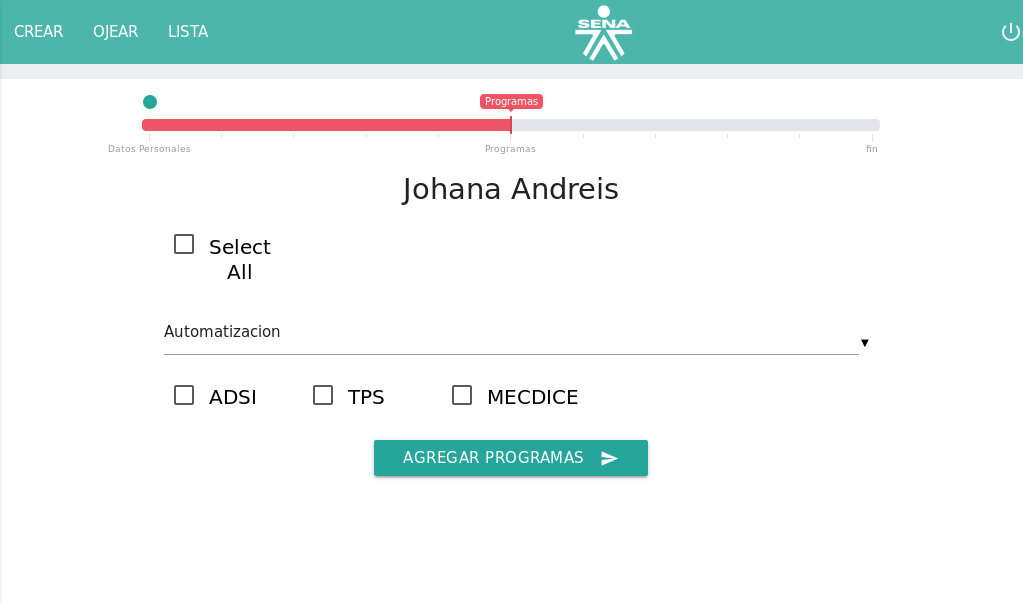 CREAR OJEAR LISTA
SENA
Programas
Datos Personales Programas fin
Johana Andreis
Select
All
Automatizacion
ADSI TPS MECDICE
AGREGAR PROGRAMAS